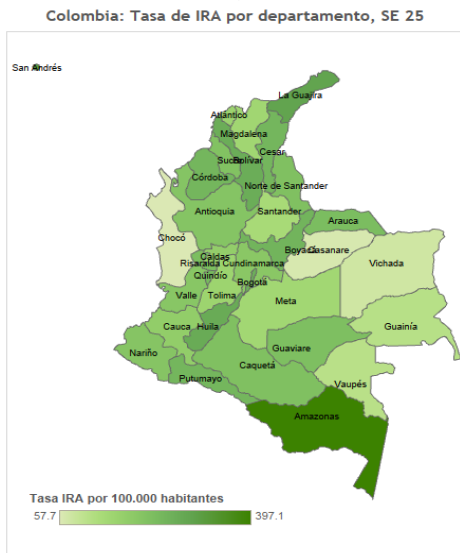 Colombia: Tasa de IRA por departamento, SE 25
San Andrés
La Guajira
Atlántico
Magdalena
Cesar
Sucre
Bolívar
Córdoba
Norte de Santander
Antioquia
Santander
Arauca
Chocó
Boyacá
Casanare
Caldas
Risaralda
Cundinamarca
Vichada
Quindío
Bogotá
Valle
Tolima
Meta
Guainía
Cauca
Huila
Guaviare
Nariño
Caquetá
Putumayo
Vaupés
Amazonas
Tasa IRA por 100.000 habitantes
57.7
397.1